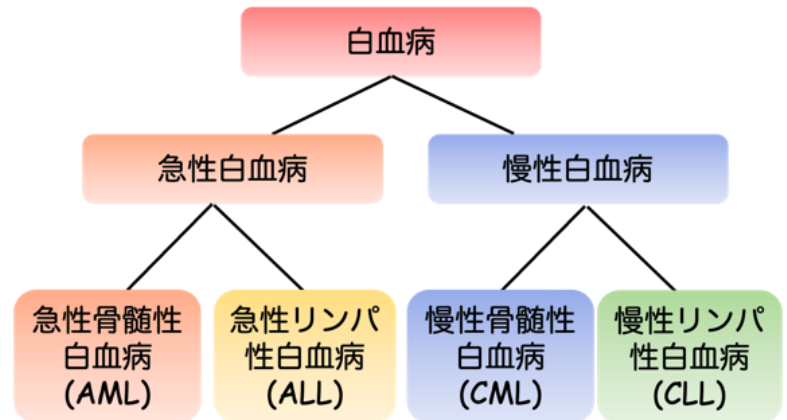 白血病
急性白血病
慢性白血病
急性骨髄性
白血病
(AML)
急性リンパ
性白血病
(ALL)
慢性骨髄性
白血病
(CML)
慢性リンパ
性白血病
(CLL)